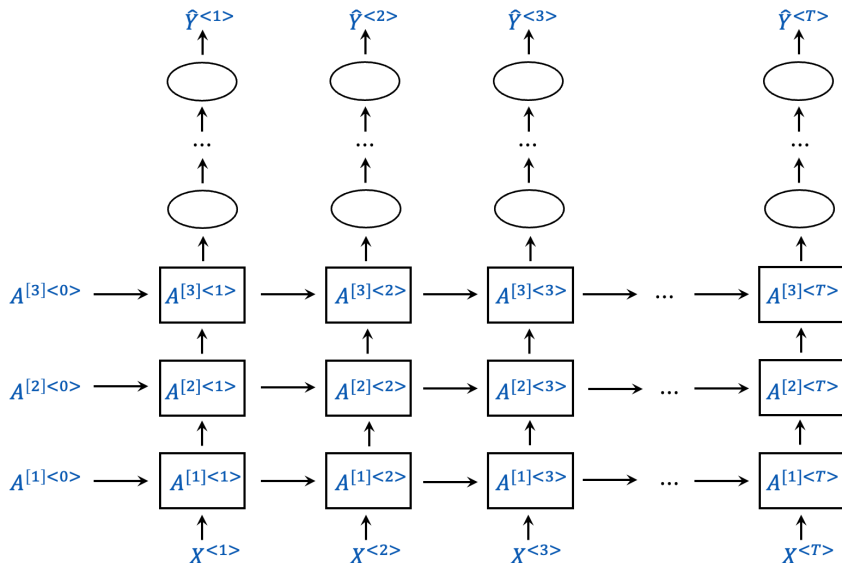 Ŷ<1> Ŷ<2> Ŷ<3> Ŷ<T>
... ... ... ...
A[3]<0> A[3]<1> A[3]<2> A[3]<3> ... A[3]<T>
A[2]<0> A[2]<1> A[2]<2> A[2]<3> ... A[2]<T>
A[1]<0> A[1]<1> A[1]<2> A[1]<3> ... A[1]<T>
X<1> X<2> X<3> X<T>